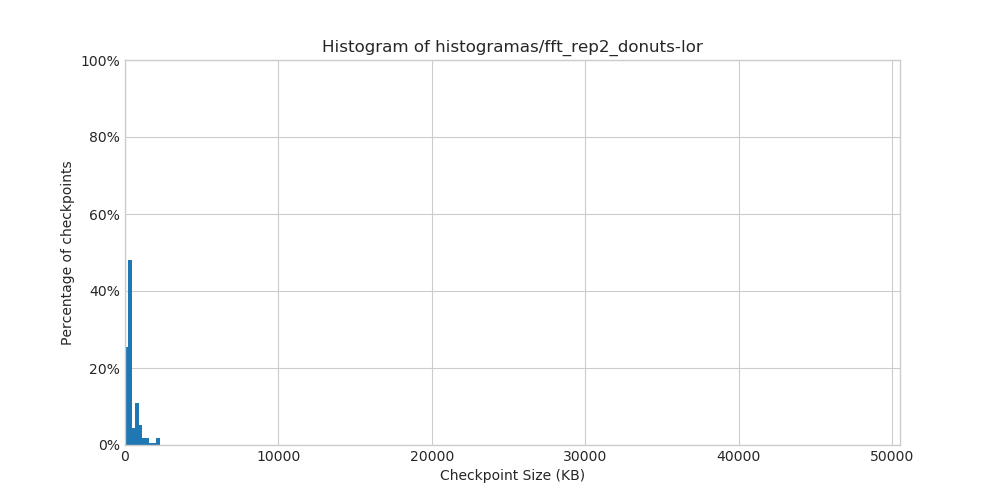 Histogram of histogramas/fft_rep2_donuts-lor
100%
80%
60%
40%
20%
0%
Percentage of checkpoints
0 10000 20000 30000 40000 50000
Checkpoint Size (KB)